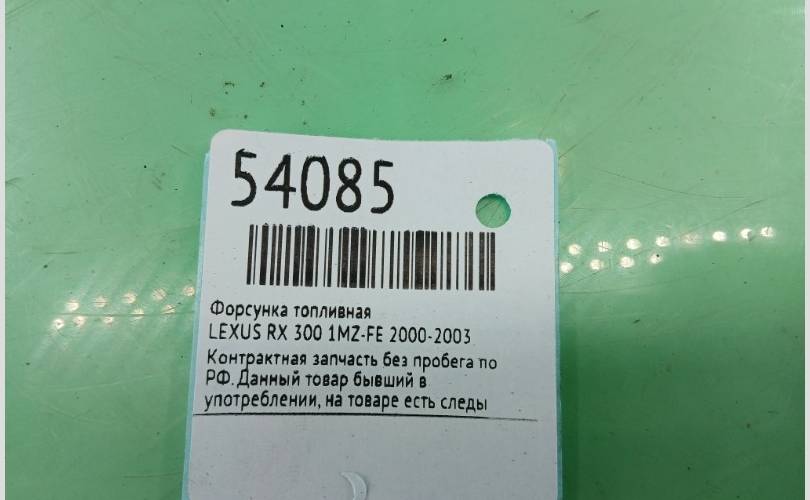 54085
Форсунка топливная
LEXUS RX 300 1MZ-FE 2000-2003
Контрактная запчасть без пробега по
РФ. Данный товар бывший в
употреблении, на товаре есть следы